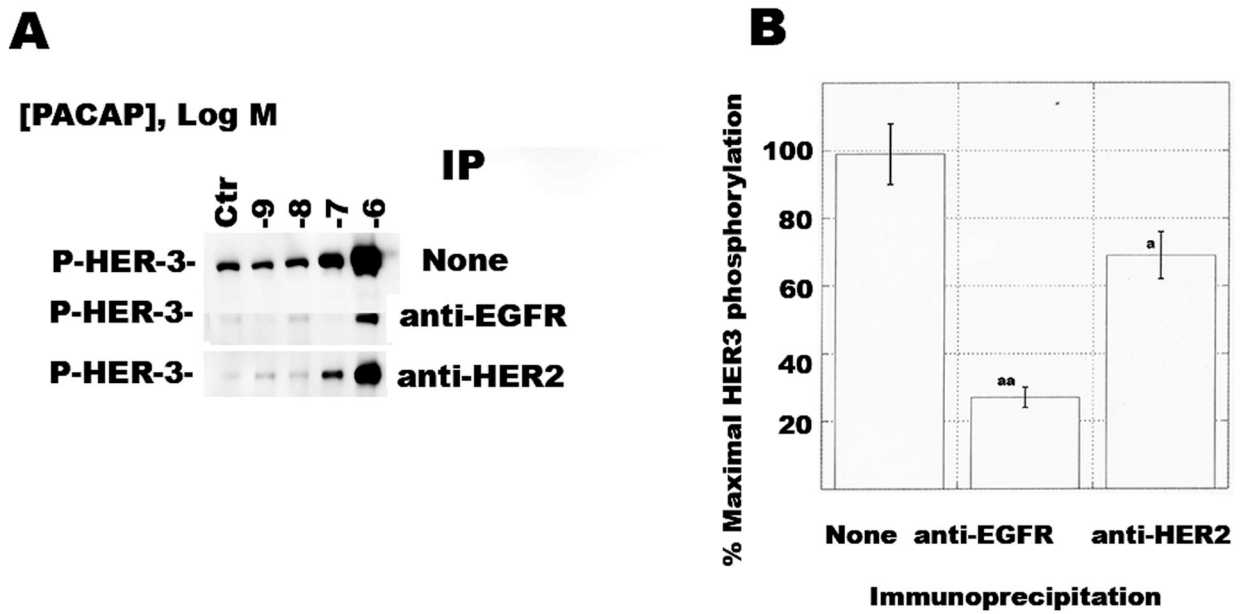 A
[PACAP], Log M
IP
Ctr
-9
-8
-7
-6
P-HER-3- None
P-HER-3- anti-EGFR
P-HER-3- anti-HER2
B
% Maximal HER3 phosphorylation
100
80
60
40
20
aa
a
None anti-EGFR anti-HER2
Immunoprecipitation